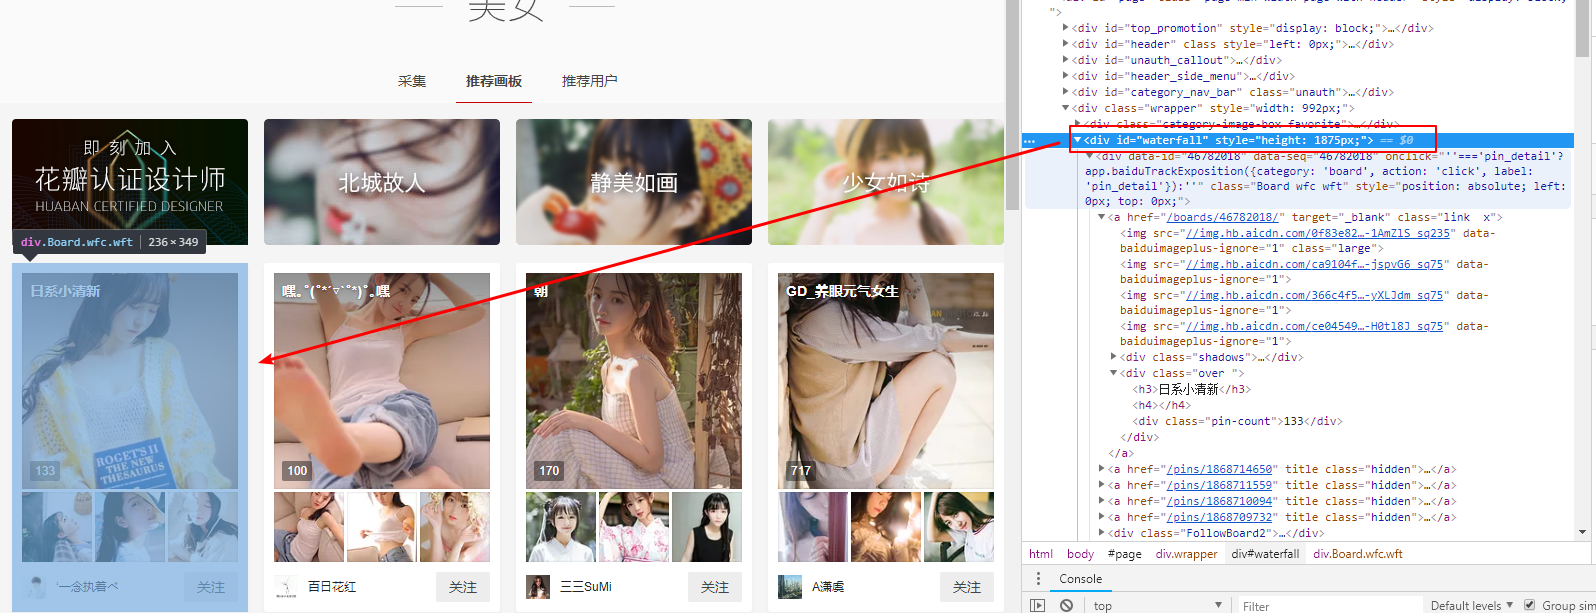 美女
采集 推荐画板 推荐用户
即刻加入
花瓣认证设计师
HUABAN CERTIFIED DESIGNER
北城故人
静美如画
少女如诗
div.Board.wfc.wft 236×349
日系小清新
嘿｡ﾟ(ﾟ*´▽`ﾟ*)ﾟ｡嘿
朝
GD_养眼元气女生
ROGET'S II
THE NEW
THESAURUS
133
100
170
717
百日花红 关注
三三SuMi 关注
A潇虞 关注
关注
">
<div id="top_promotion" style="display: block;">…</div>
<div id="header" class style="left: 0px;">…</div>
<div id="unauth_callout">…</div>
<div id="header_side_menu">…</div>
<div id="category_nav_bar" class="unauth">…</div>
<div class="wrapper" style="width: 992px;">
<div class="category-image-box favorite">…</div>
<div id="waterfall" style="height: 1875px;"> == $0
<div data-id="46782018" data-seq="46782018" onclick="''==='pin_detail'?
app.baiduTrackExposition({category: 'board', action: 'click', label:
'pin_detail'}):''" class="Board wfc wft" style="position: absolute; left:
0px; top: 0px;">
<a href="/boards/46782018/" target="_blank" class="link  x">
<img src="//img.hb.aicdn.com/0f83e82…-1AmZlS_sq235" data-
baiduimageplus-ignore="1" class="large">
<img src="//img.hb.aicdn.com/ca9104f…-jspvG6_sq75" data-
baiduimageplus-ignore="1">
<img src="//img.hb.aicdn.com/366c4f5…-yXLJdm_sq75" data-
baiduimageplus-ignore="1">
<img src="//img.hb.aicdn.com/ce04549…-H0tl8J_sq75" data-
baiduimageplus-ignore="1">
<div class="shadows">…</div>
<div class="over ">
<h3>日系小清新</h3>
<h4></h4>
<div class="pin-count">133</div>
</div>
</a>
<a href="/pins/1868714650" title class="hidden">…</a>
<a href="/pins/1868711559" title class="hidden">…</a>
<a href="/pins/1868710094" title class="hidden">…</a>
<a href="/pins/1868709732" title class="hidden">…</a>
<div class="FollowBoard2">…</div>
html body #page div.wrapper div#waterfall div.Board.wfc.wft
Console
top Filter Default levels Group sim